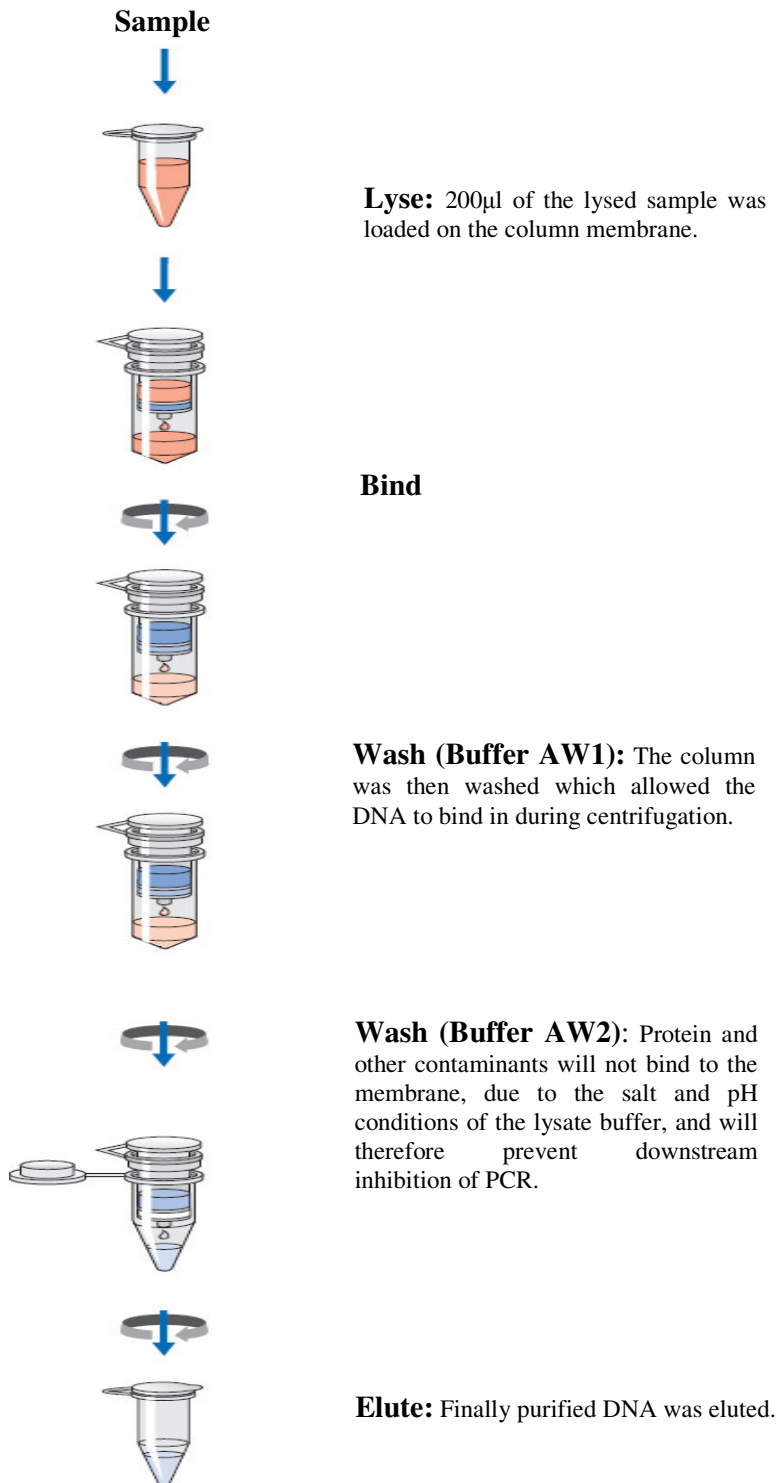 Sample
Lyse: 200µl of the lysed sample was
loaded on the column membrane.
Bind
Wash (Buffer AW1): The column
was then washed which allowed the
DNA to bind in during centrifugation.
Wash (Buffer AW2): Protein and
other contaminants will not bind to the
membrane, due to the salt and pH
conditions of the lysate buffer, and will
therefore prevent downstream
inhibition of PCR.
Elute: Finally purified DNA was eluted.